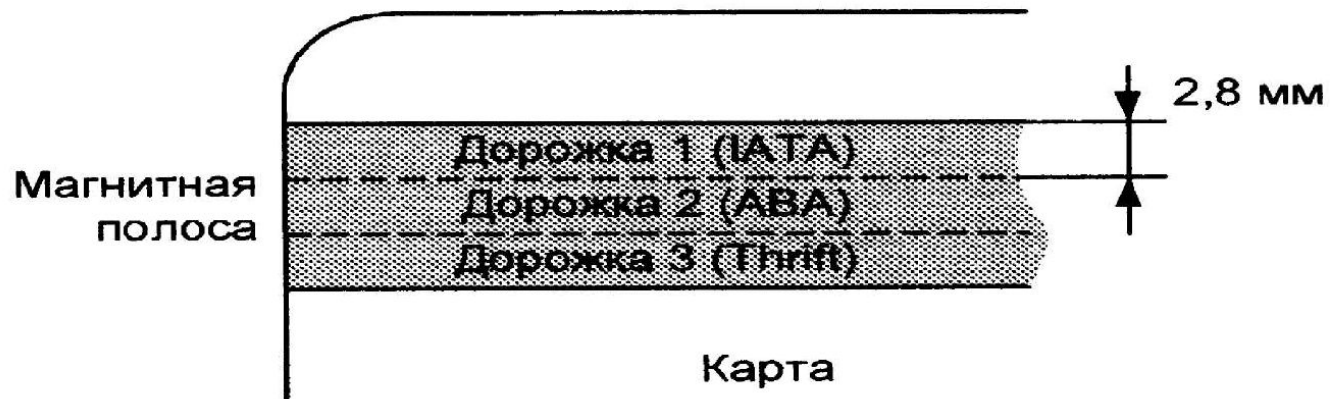 2,8 мм
Дорожка 1 (IATA)
Магнитная
полоса
Дорожка 2 (ABA)
Дорожка 3 (Thrift)
Карта